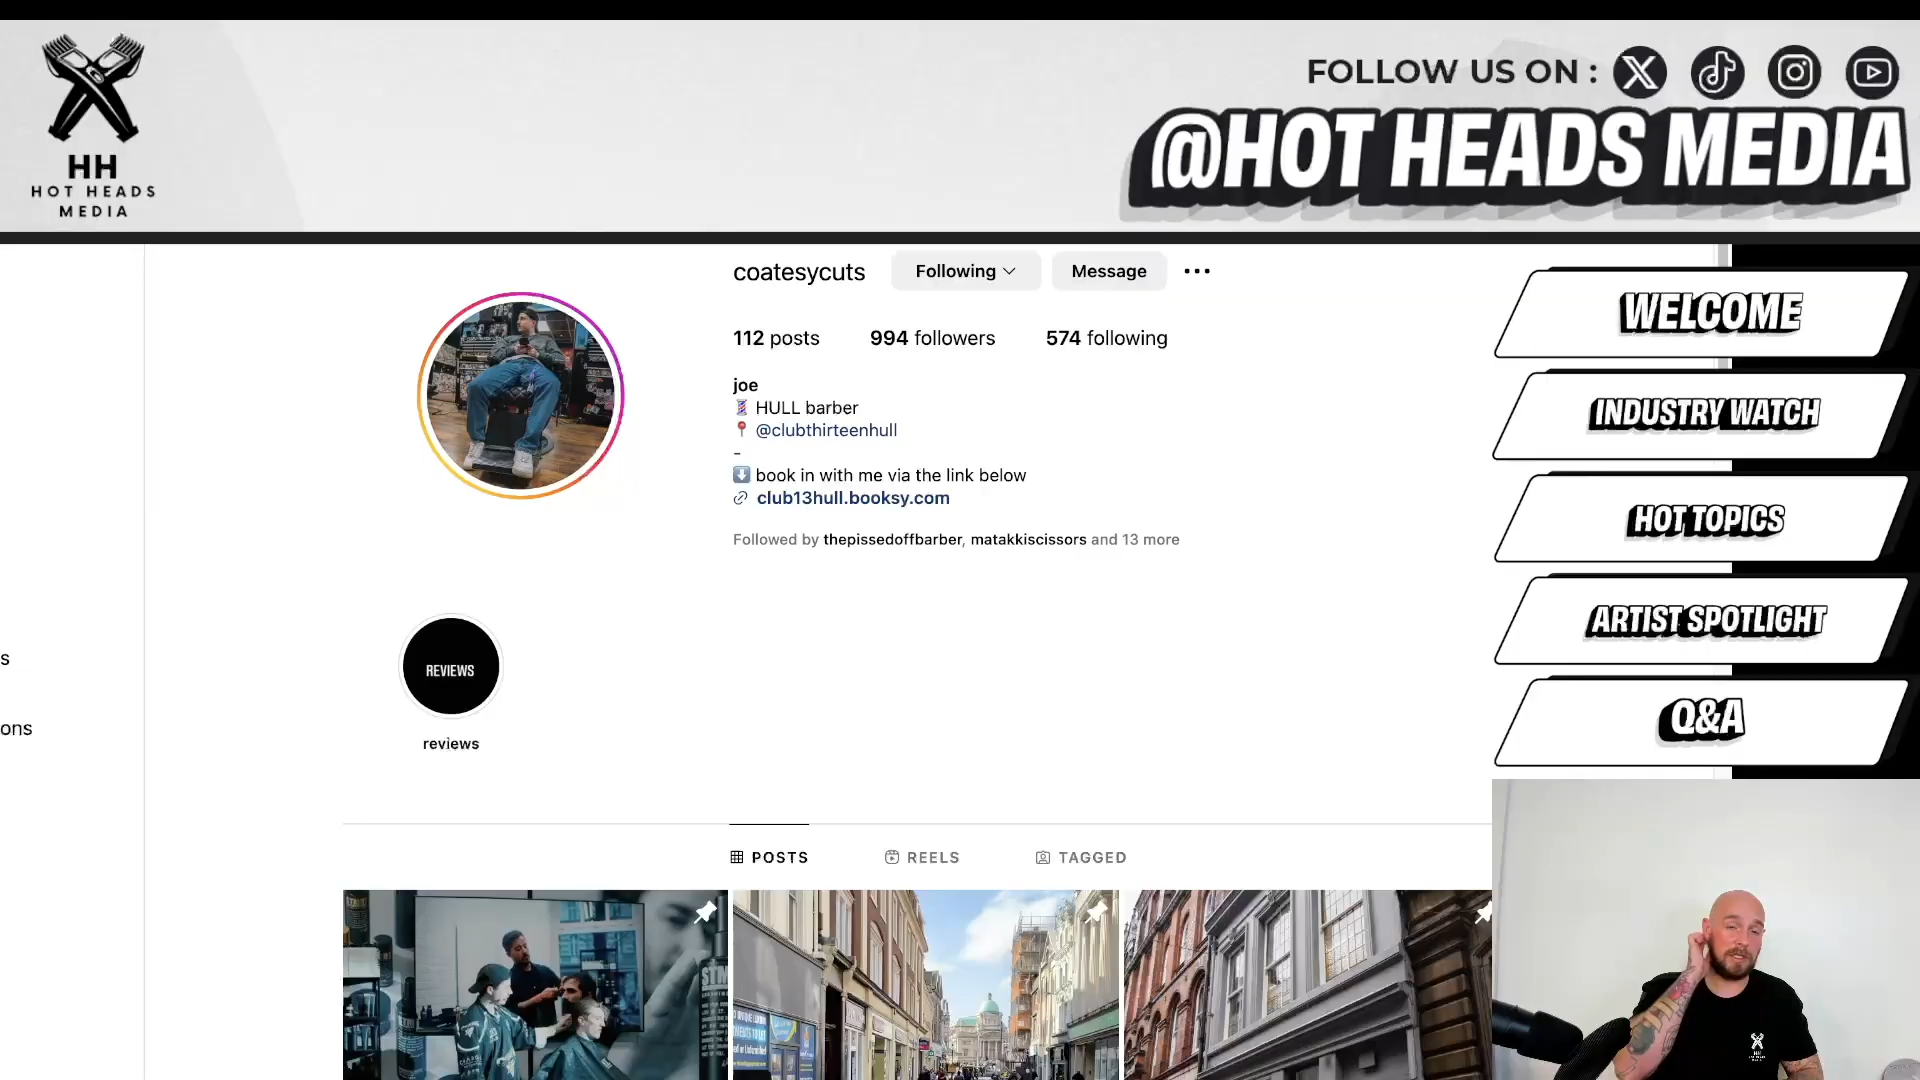 HH
HOT HEADS
MEDIA
FOLLOW US ON :
@HOT HEADS MEDIA
coatesycuts
Following
Message
112 posts
994 followers
574 following
joe
HULL barber
@clubthirteenhull
-
book in with me via the link below
club13hull.booksy.com
Followed by thepissedoffbarber, matakkiscissors and 13 more
s
ons
REVIEWS
reviews
POSTS
REELS
TAGGED
WELCOME
INDUSTRY WATCH
HOT TOPICS
ARTIST SPOTLIGHT
Q&A